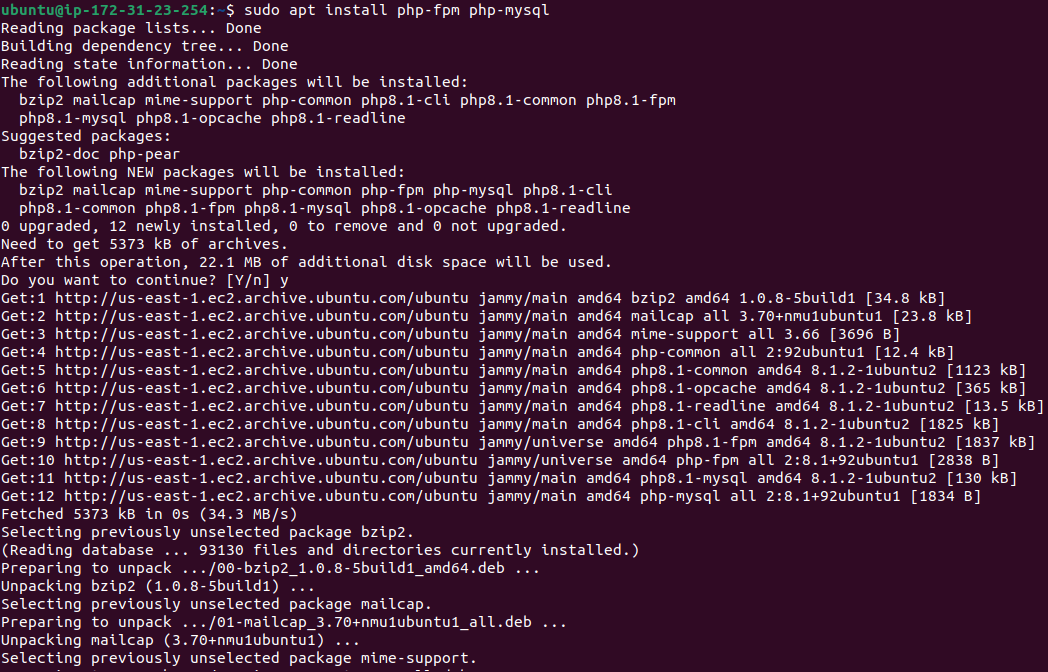 ubuntu@ip-172-31-23-254:~$ sudo apt install php-fpm php-mysql
Reading package lists... Done
Building dependency tree... Done
Reading state information... Done
The following additional packages will be installed:
  bzip2 mailcap mime-support php-common php8.1-cli php8.1-common php8.1-fpm
  php8.1-mysql php8.1-opcache php8.1-readline
Suggested packages:
  bzip2-doc php-pear
The following NEW packages will be installed:
  bzip2 mailcap mime-support php-common php-fpm php-mysql php8.1-cli
  php8.1-common php8.1-fpm php8.1-mysql php8.1-opcache php8.1-readline
0 upgraded, 12 newly installed, 0 to remove and 0 not upgraded.
Need to get 5373 kB of archives.
After this operation, 22.1 MB of additional disk space will be used.
Do you want to continue? [Y/n] y
Get:1 http://us-east-1.ec2.archive.ubuntu.com/ubuntu jammy/main amd64 bzip2 amd64 1.0.8-5build1 [34.8 kB]
Get:2 http://us-east-1.ec2.archive.ubuntu.com/ubuntu jammy/main amd64 mailcap all 3.70+nmu1ubuntu1 [23.8 kB]
Get:3 http://us-east-1.ec2.archive.ubuntu.com/ubuntu jammy/main amd64 mime-support all 3.66 [3696 B]
Get:4 http://us-east-1.ec2.archive.ubuntu.com/ubuntu jammy/main amd64 php-common all 2:92ubuntu1 [12.4 kB]
Get:5 http://us-east-1.ec2.archive.ubuntu.com/ubuntu jammy/main amd64 php8.1-common amd64 8.1.2-1ubuntu2 [1123 kB]
Get:6 http://us-east-1.ec2.archive.ubuntu.com/ubuntu jammy/main amd64 php8.1-opcache amd64 8.1.2-1ubuntu2 [365 kB]
Get:7 http://us-east-1.ec2.archive.ubuntu.com/ubuntu jammy/main amd64 php8.1-readline amd64 8.1.2-1ubuntu2 [13.5 kB]
Get:8 http://us-east-1.ec2.archive.ubuntu.com/ubuntu jammy/main amd64 php8.1-cli amd64 8.1.2-1ubuntu2 [1825 kB]
Get:9 http://us-east-1.ec2.archive.ubuntu.com/ubuntu jammy/universe amd64 php8.1-fpm amd64 8.1.2-1ubuntu2 [1837 kB]
Get:10 http://us-east-1.ec2.archive.ubuntu.com/ubuntu jammy/universe amd64 php-fpm all 2:8.1+92ubuntu1 [2838 B]
Get:11 http://us-east-1.ec2.archive.ubuntu.com/ubuntu jammy/main amd64 php8.1-mysql amd64 8.1.2-1ubuntu2 [130 kB]
Get:12 http://us-east-1.ec2.archive.ubuntu.com/ubuntu jammy/main amd64 php-mysql all 2:8.1+92ubuntu1 [1834 B]
Fetched 5373 kB in 0s (34.3 MB/s)
Selecting previously unselected package bzip2.
(Reading database ... 93130 files and directories currently installed.)
Preparing to unpack .../00-bzip2_1.0.8-5build1_amd64.deb ...
Unpacking bzip2 (1.0.8-5build1) ...
Selecting previously unselected package mailcap.
Preparing to unpack .../01-mailcap_3.70+nmu1ubuntu1_all.deb ...
Unpacking mailcap (3.70+nmu1ubuntu1) ...
Selecting previously unselected package mime-support.